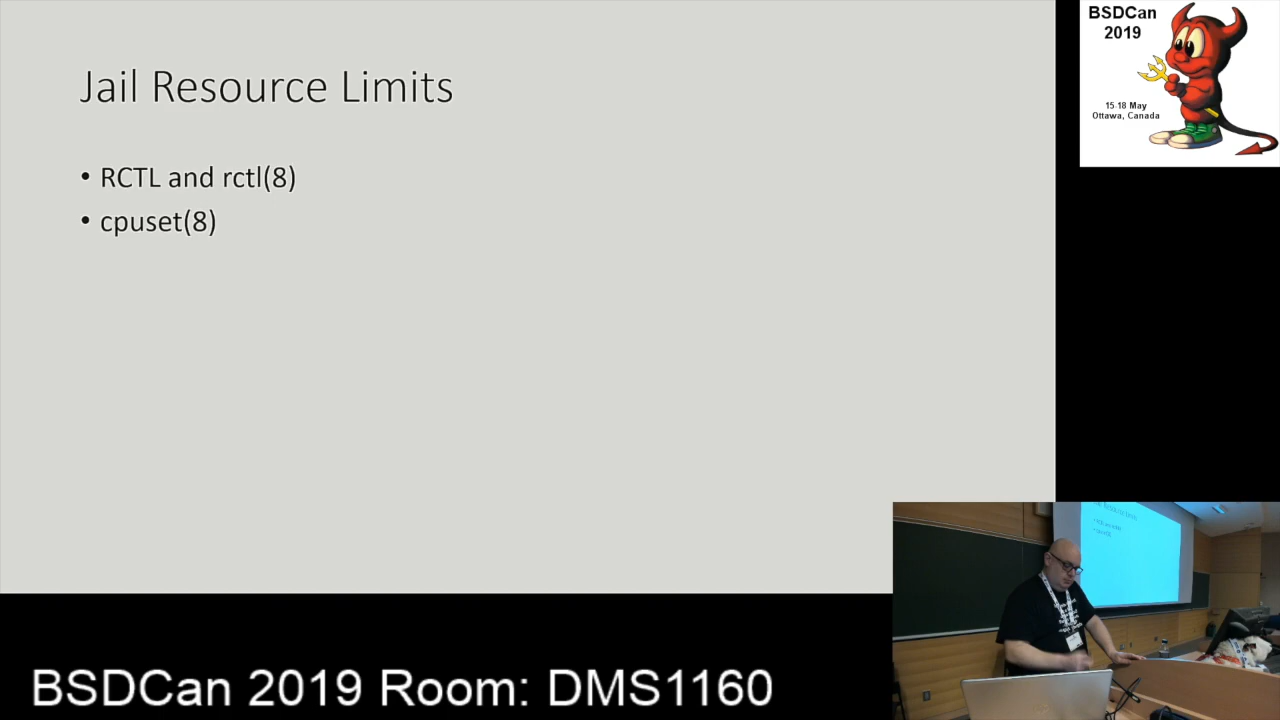 Jail Resource Limits
• RCTL and rctl(8)
• cpuset(8)
BSDCan
2019
15-18 May
Ottawa, Canada
BSDCan 2019 Room: DMS1160